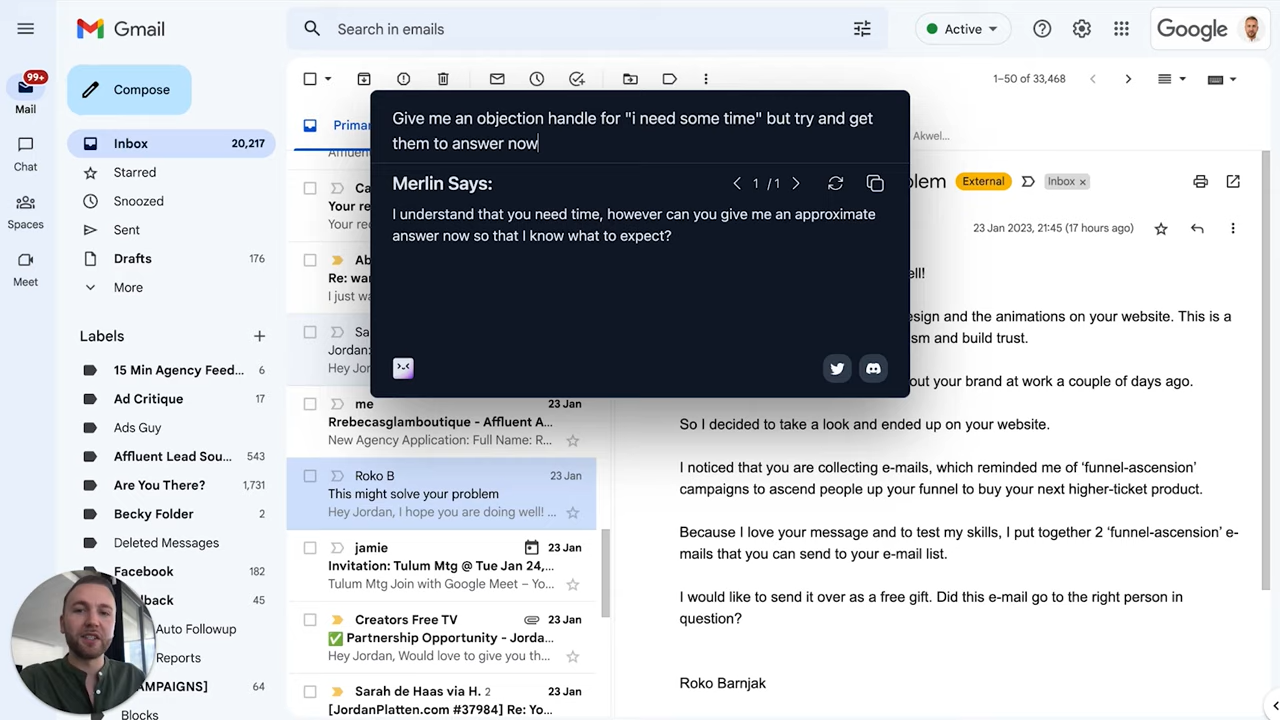 Gmail
Search in emails
Active
Google
99+
Mail
Chat
Spaces
Meet
Compose
Inbox 20,217
Starred
Snoozed
Sent
Drafts 176
More
Labels
15 Min Agency Feed... 6
Ad Critique 17
Ads Guy
Affluent Lead Sou... 543
Are You There? 1,731
Becky Folder 2
Deleted Messages
Facebook 182
45
Auto Followup
Reports
64
Blocks
1–50 of 33,468
Give me an objection handle for "i need some time" but try and get
them to answer now
Merlin Says:
1 / 1
I understand that you need time, however can you give me an approximate
answer now so that I know what to expect?
me 23 Jan
Rrebecasglamboutique - Affluent A...
New Agency Application: Full Name: R...
Roko B 23 Jan
This might solve your problem
Hey Jordan, I hope you are doing well! ...
jamie 23 Jan
Invitation: Tulum Mtg @ Tue Jan 24,...
Tulum Mtg Join with Google Meet – Yo...
Creators Free TV 23 Jan
✅ Partnership Opportunity - Jorda...
Hey Jordan, Would love to give you th...
Sarah de Haas via H. 2 23 Jan
[JordanPlatten.com #37984] Re: Yo...
Akwel...
External
Inbox ×
23 Jan 2023, 21:45 (17 hours ago)
So I decided to take a look and ended up on your website.
I noticed that you are collecting e-mails, which reminded me of ‘funnel-ascension’
campaigns to ascend people up your funnel to buy your next higher-ticket product.
Because I love your message and to test my skills, I put together 2 ‘funnel-ascension’ e-
mails that you can send to your e-mail list.
I would like to send it over as a free gift. Did this e-mail go to the right person in
question?
Roko Barnjak